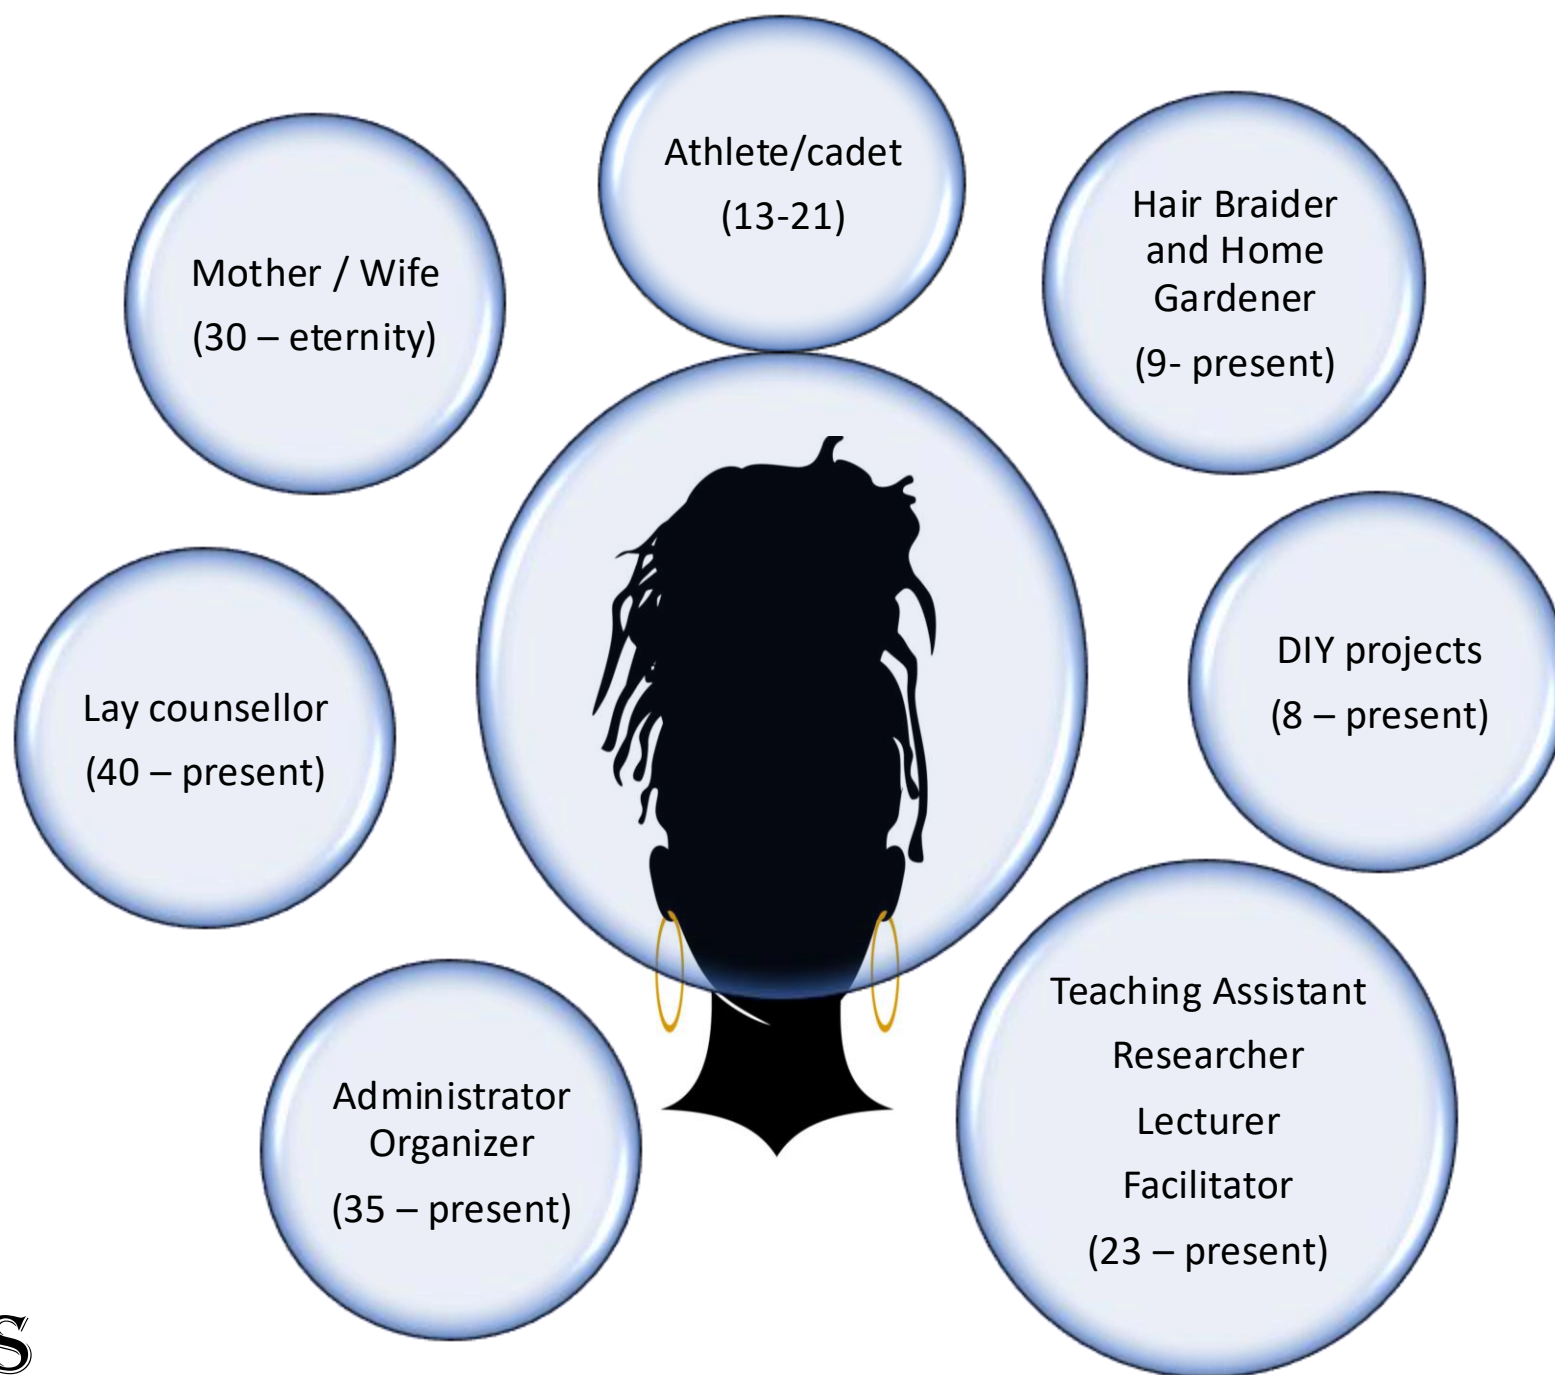 Athlete/cadet
(13-21)
Hair Braider
and Home
Gardener
(9- present)
DIY projects
(8 – present)
Teaching Assistant
Researcher
Lecturer
Facilitator
(23 – present)
Administrator
Organizer
(35 – present)
Lay counsellor
(40 – present)
Mother / Wife
(30 – eternity)
S